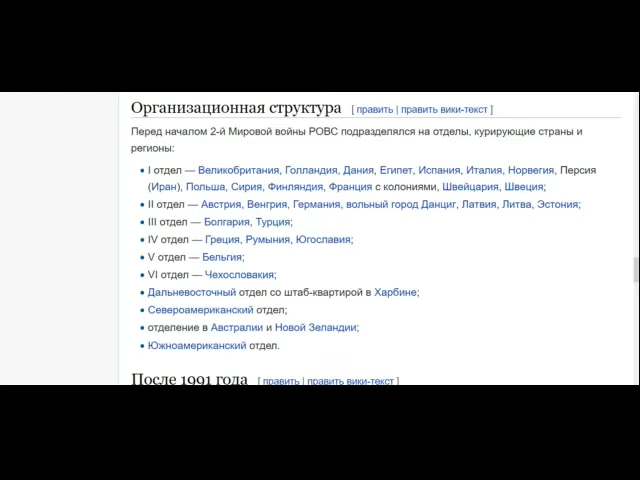 Организационная структура [ править | править вики-текст ]
Перед началом 2-й Мировой войны РОВС подразделялся на отделы, курирующие страны и
регионы:
• I отдел — Великобритания, Голландия, Дания, Египет, Испания, Италия, Норвегия, Персия
(Иран), Польша, Сирия, Финляндия, Франция с колониями, Швейцария, Швеция;
• II отдел — Австрия, Венгрия, Германия, вольный город Данциг, Латвия, Литва, Эстония;
• III отдел — Болгария, Турция;
• IV отдел — Греция, Румыния, Югославия;
• V отдел — Бельгия;
• VI отдел — Чехословакия;
• Дальневосточный отдел со штаб-квартирой в Харбине;
• Североамериканский отдел;
• отделение в Австралии и Новой Зеландии;
• Южноамериканский отдел.
После 1991 года [ править | править вики-текст ]